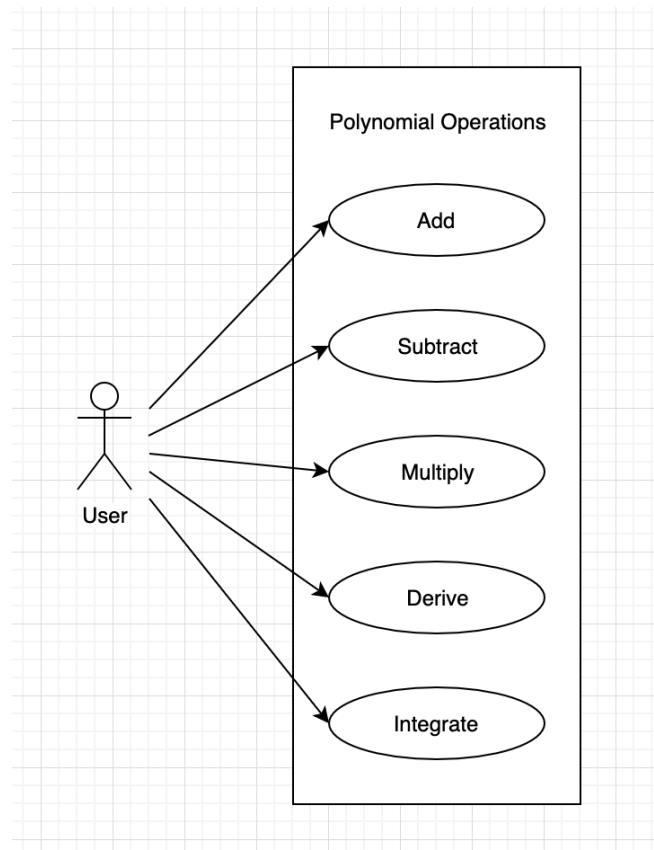 Polynomial Operations
Add
Subtract
Multiply
Derive
Integrate
User